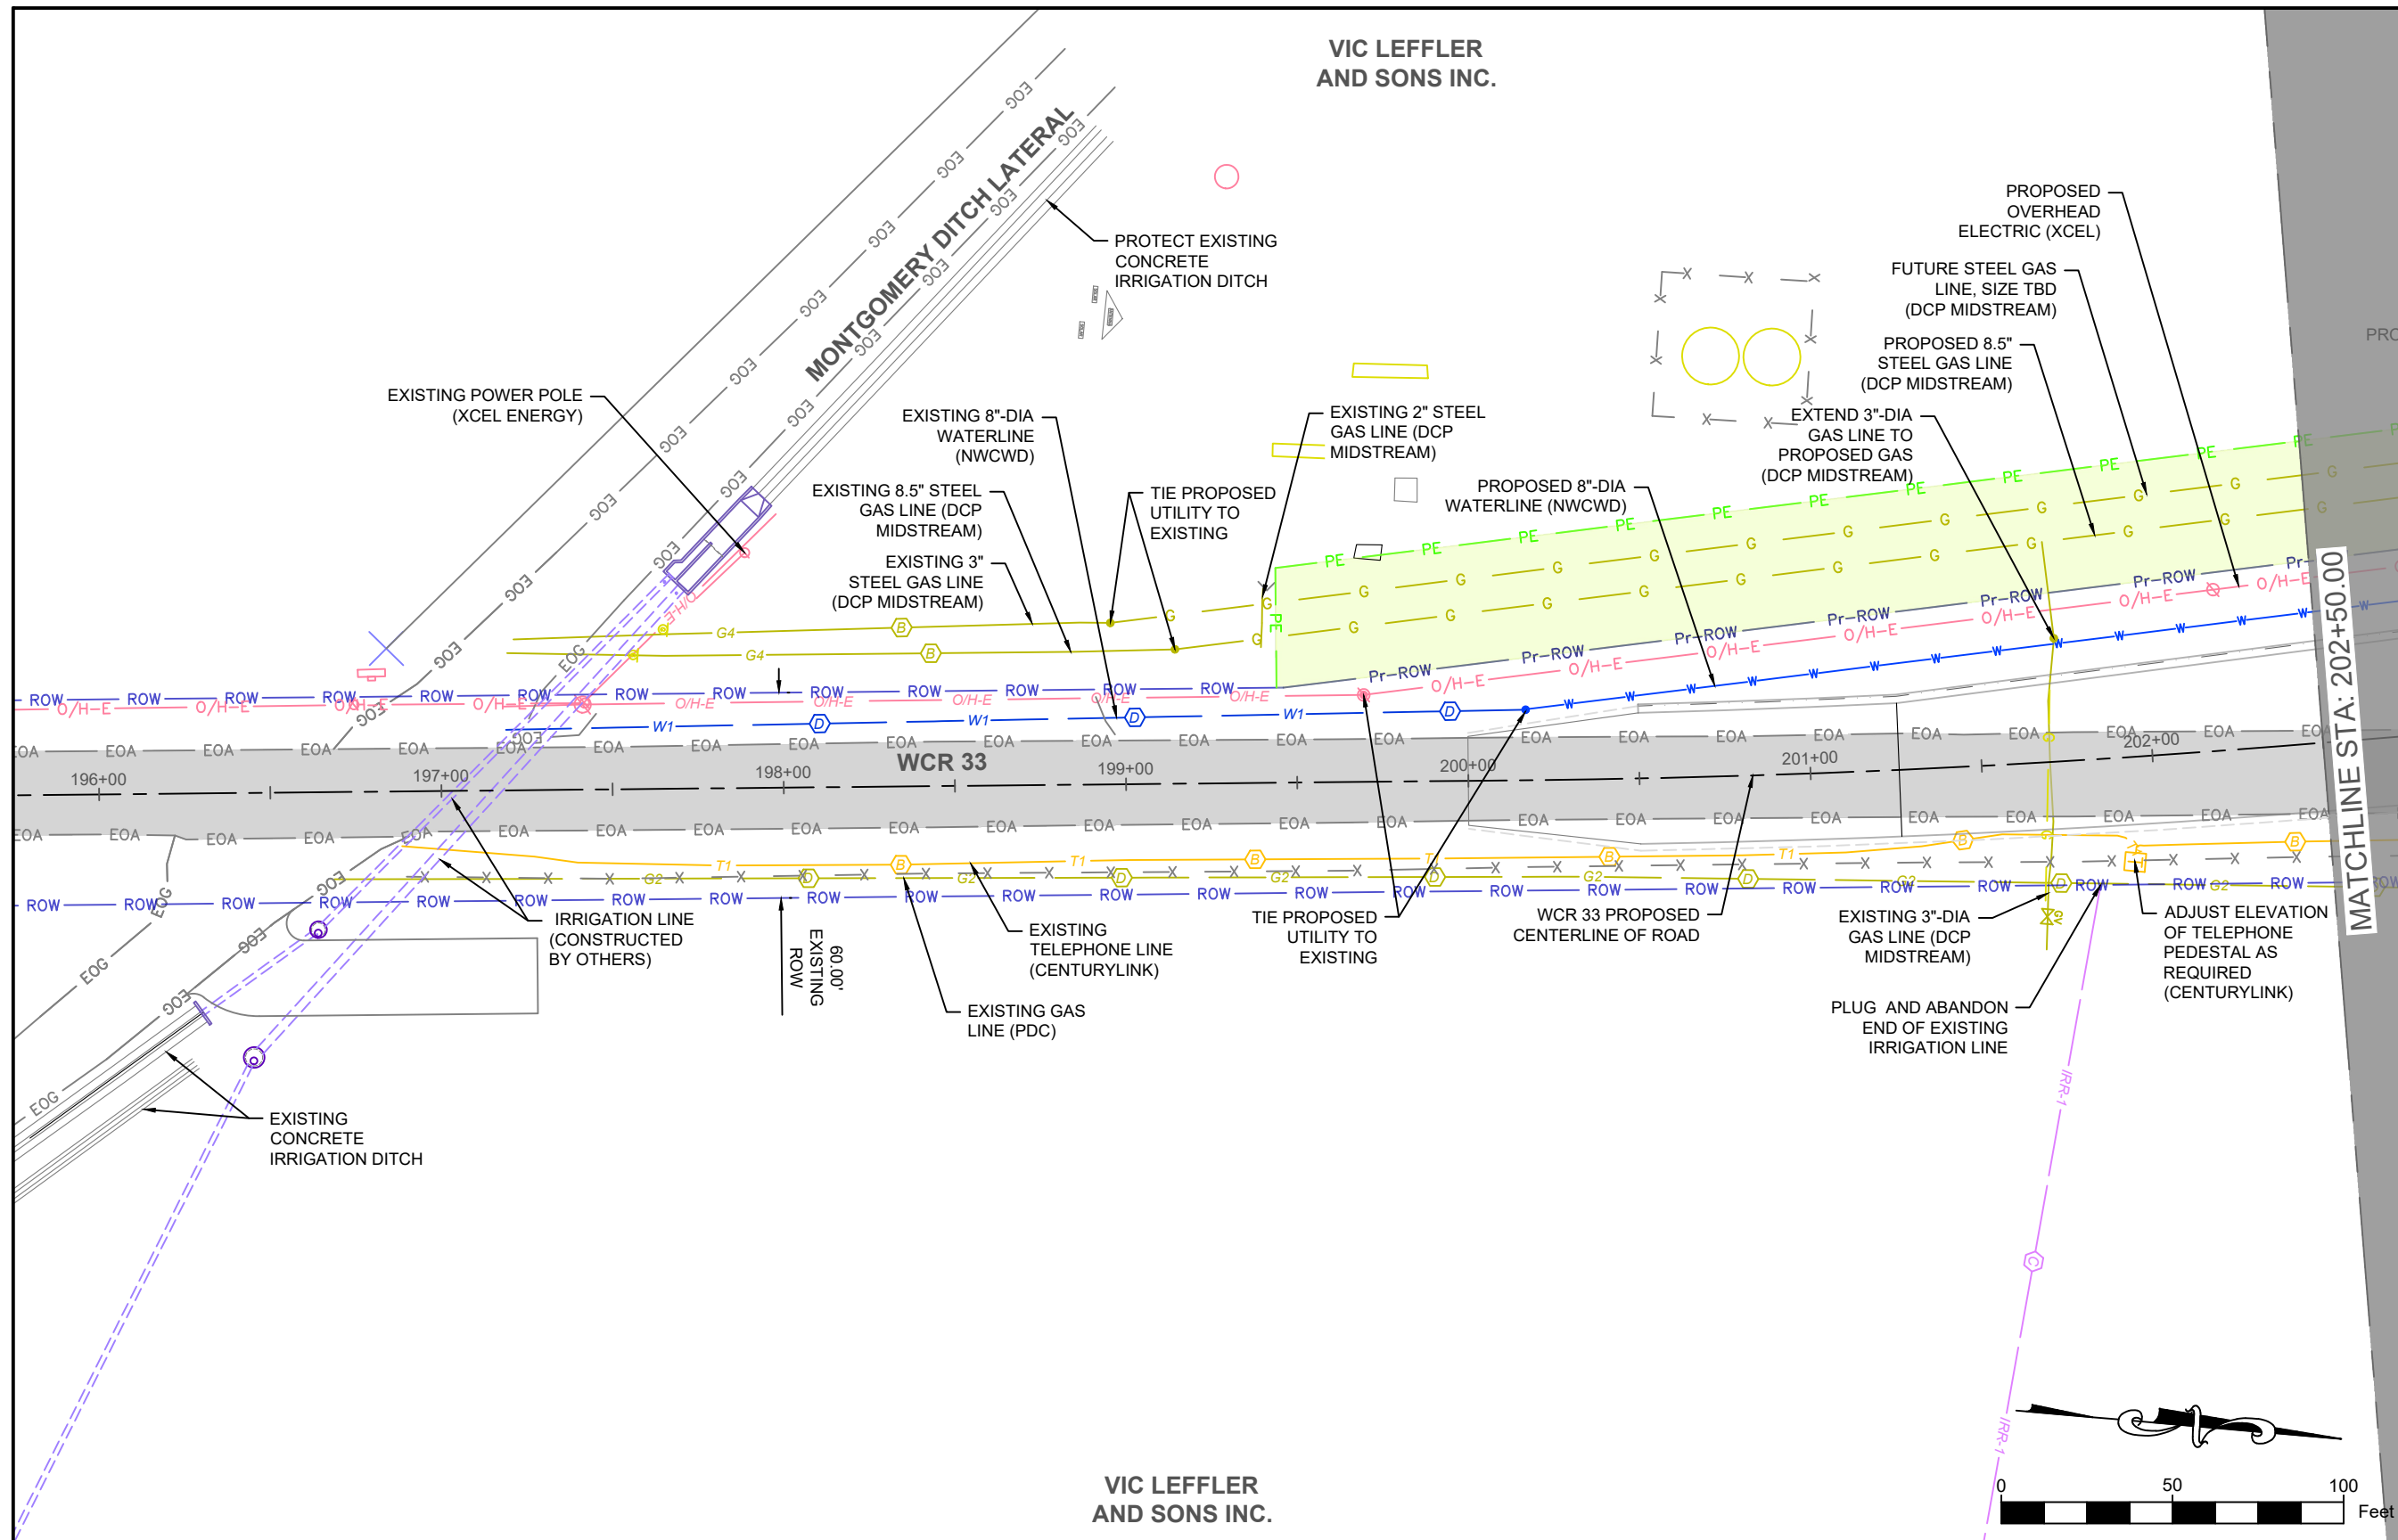 VIC LEFFLER
AND SONS INC.
MONTGOMERY DITCH LATERAL
PROTECT EXISTING
CONCRETE
IRRIGATION DITCH
PROPOSED
OVERHEAD
ELECTRIC (XCEL)
FUTURE STEEL GAS
LINE, SIZE TBD
(DCP MIDSTREAM)
PROPOSED 8.5"
STEEL GAS LINE
(DCP MIDSTREAM)
EXTEND 3"-DIA
GAS LINE TO
PROPOSED GAS
(DCP MIDSTREAM)
EXISTING POWER POLE
(XCEL ENERGY)
EXISTING 8"-DIA
WATERLINE
(NWCWD)
EXISTING 2" STEEL
GAS LINE (DCP
MIDSTREAM)
EXISTING 8.5" STEEL
GAS LINE (DCP
MIDSTREAM)
TIE PROPOSED
UTILITY TO
EXISTING
PROPOSED 8"-DIA
WATERLINE (NWCWD)
EXISTING 3"
STEEL GAS LINE
(DCP MIDSTREAM)
WCR 33
196+00
197+00
198+00
199+00
200+00
201+00
202+00
MATCHLINE STA: 202+50.00
IRRIGATION LINE
(CONSTRUCTED
BY OTHERS)
60.00'
EXISTING
ROW
EXISTING
TELEPHONE LINE
(CENTURYLINK)
EXISTING GAS
LINE (PDC)
TIE PROPOSED
UTILITY TO
EXISTING
WCR 33 PROPOSED
CENTERLINE OF ROAD
EXISTING 3"-DIA
GAS LINE (DCP
MIDSTREAM)
ADJUST ELEVATION
OF TELEPHONE
PEDESTAL AS
REQUIRED
(CENTURYLINK)
PLUG AND ABANDON
END OF EXISTING
IRRIGATION LINE
EXISTING
CONCRETE
IRRIGATION DITCH
IRR-1
IRR-1
VIC LEFFLER
AND SONS INC.
0 50 100
Feet